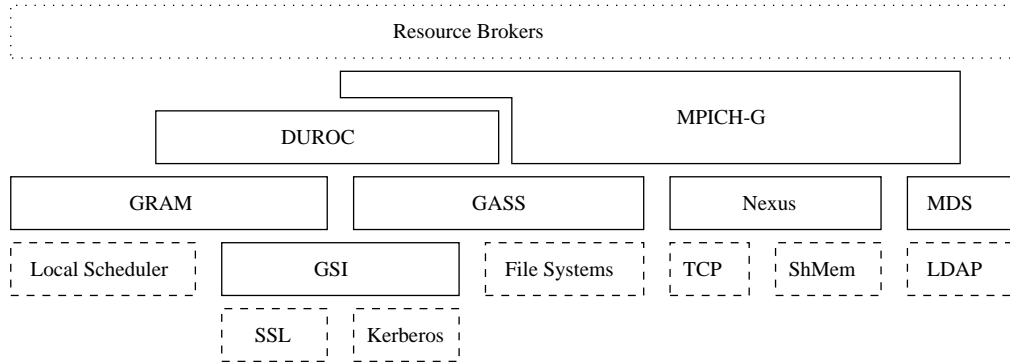 Resource Brokers
MPICH-G
DUROC
GRAM GASS Nexus MDS
Local Scheduler GSI File Systems TCP ShMem LDAP
SSL Kerberos